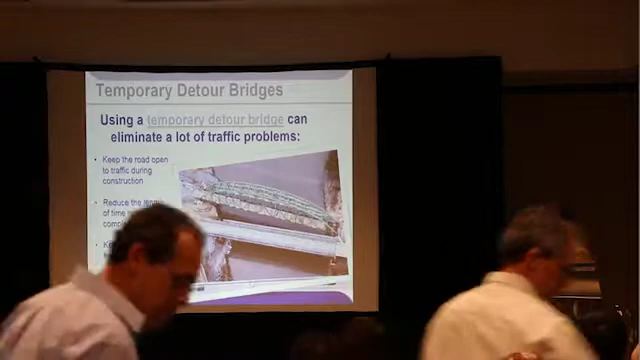 Temporary Detour Bridges
Using a temporary detour bridge can
eliminate a lot of traffic problems:
• Keep the road open
to traffic during
construction
• Reduce the
of time